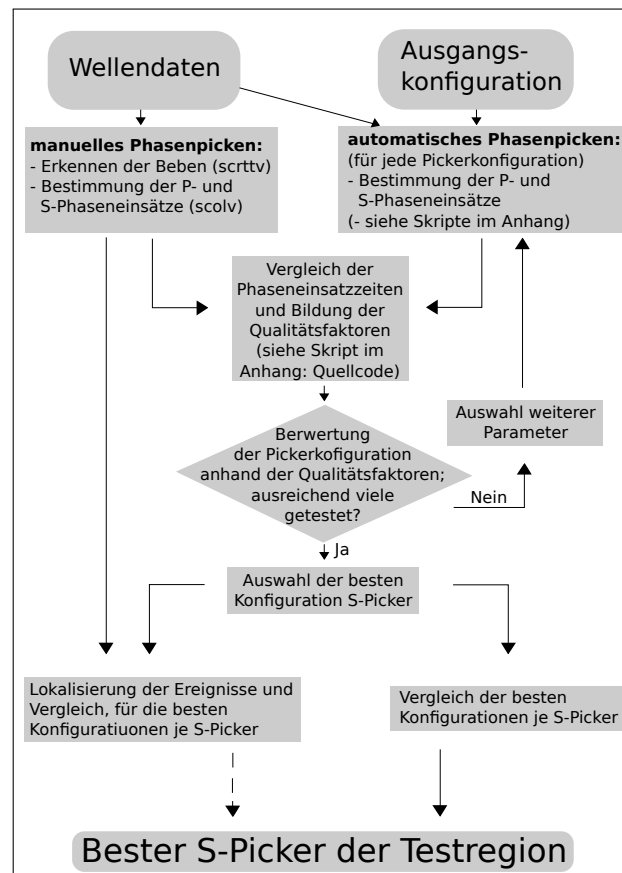 Wellendaten
Ausgangs-
konfiguration
manuelles Phasenpicken:
- Erkennen der Beben (scrttv)
- Bestimmung der P- und
S-Phaseneinsätze (scolv)
automatisches Phasenpicken:
(für jede Pickerkonfiguration)
- Bestimmung der P- und
S-Phaseneinsätze
(- siehe Skripte im Anhang)
Vergleich der
Phaseneinsatzzeiten
und Bildung der
Qualitätsfaktoren
(siehe Skript im
Anhang: Quellcode)
Auswahl weiterer
Parameter
Berwertung
der Pickerkofiguration
anhand der Qualitätsfaktoren;
ausreichend viele
getestet?
Nein
Ja
Auswahl der besten
Konfiguration S-Picker
Lokalisierung der Ereignisse und
Vergleich, für die besten
Konfiguratiuonen je S-Picker
Vergleich der besten
Konfigurationen je S-Picker
Bester S-Picker der Testregion